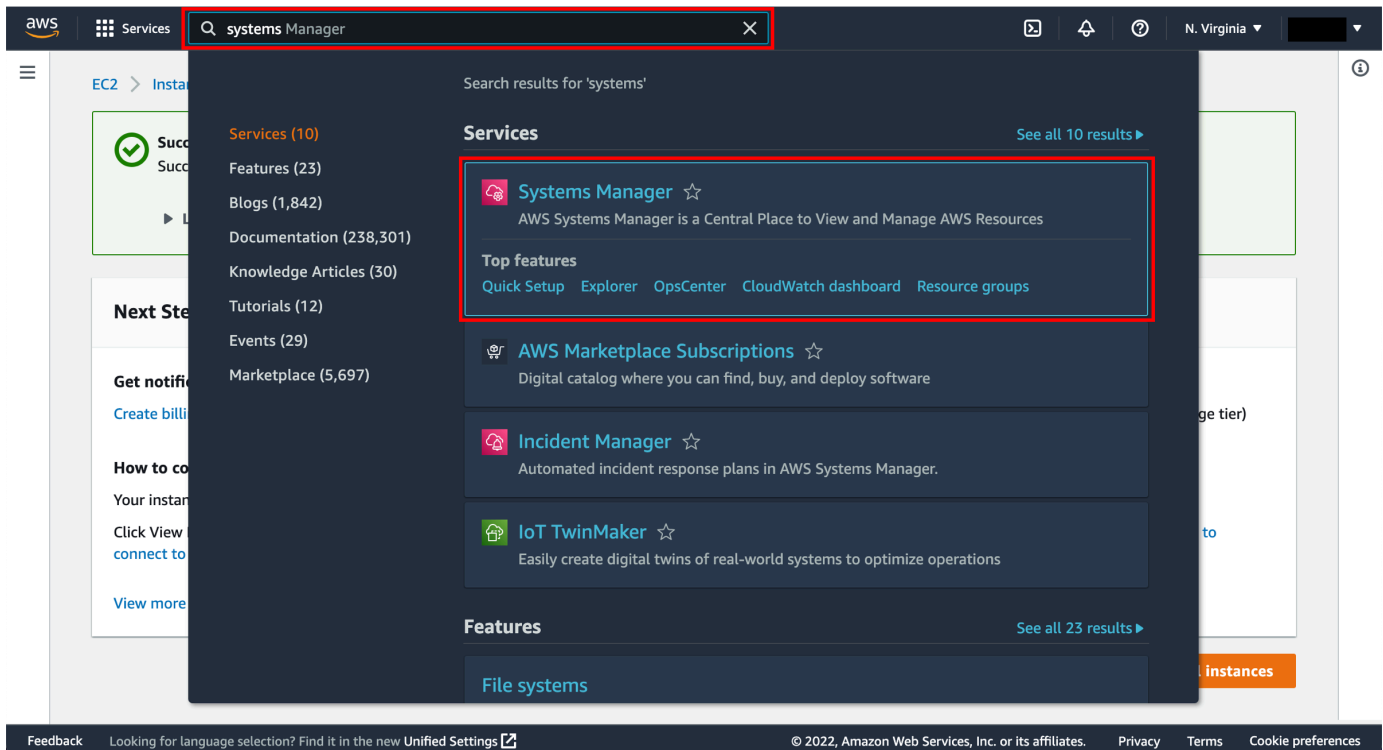 aws
Services
systems Manager
N. Virginia
EC2
Search results for 'systems'
Services (10)
Features (23)
Blogs (1,842)
Documentation (238,301)
Knowledge Articles (30)
Tutorials (12)
Events (29)
Marketplace (5,697)
Services
See all 10 results
Systems Manager
AWS Systems Manager is a Central Place to View and Manage AWS Resources
Top features
Quick Setup Explorer OpsCenter CloudWatch dashboard Resource groups
AWS Marketplace Subscriptions
Digital catalog where you can find, buy, and deploy software
Incident Manager
Automated incident response plans in AWS Systems Manager.
IoT TwinMaker
Easily create digital twins of real-world systems to optimize operations
Features
See all 23 results
File systems
Next Ste
Get notifi
Create billi
ge tier)
How to co
Your instan
Click View
to
connect to
View more
instances
Feedback Looking for language selection? Find it in the new Unified Settings
© 2022, Amazon Web Services, Inc. or its affiliates. Privacy Terms Cookie preferences